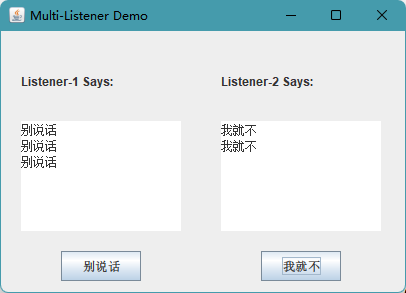 Multi-Listener Demo
Listener-1 Says:
Listener-2 Says:
别说话
别说话
别说话
我就不
我就不
别说话
我就不